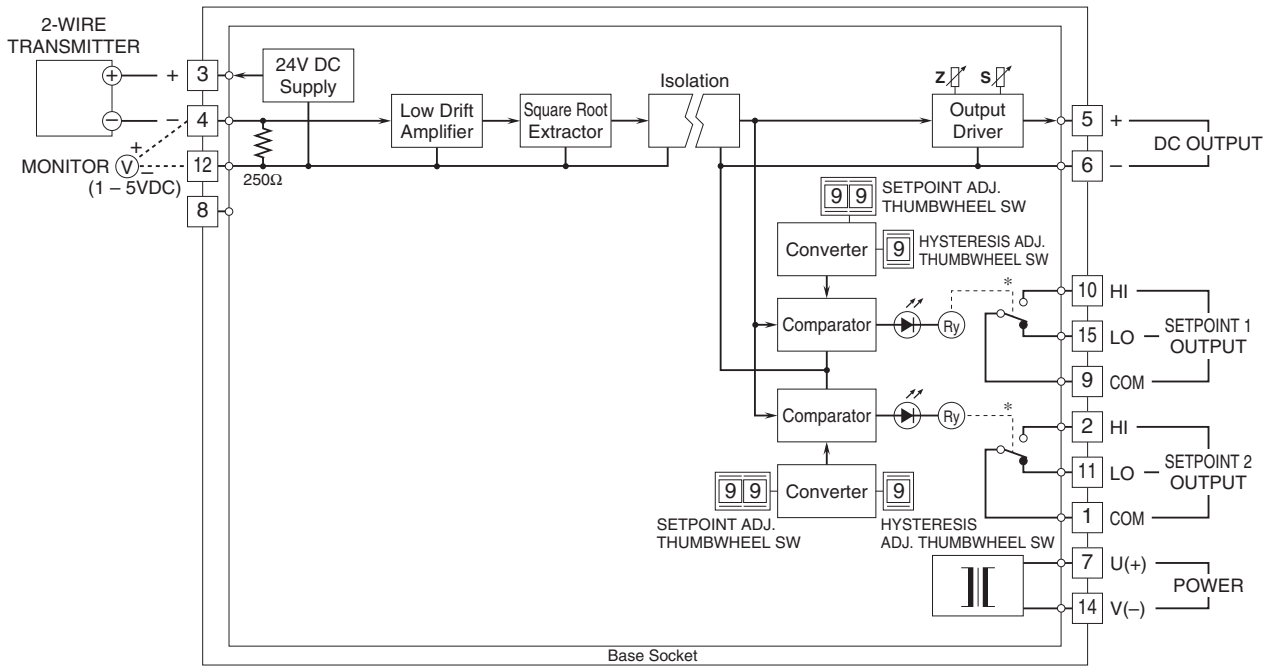 2-WIRE
TRANSMITTER
+
–
+
–
3
4
12
8
MONITOR
V
+
–
(1 – 5VDC)
24V DC
Supply
250Ω
Low Drift
Amplifier
Square Root
Extractor
Isolation
Z
S
Output
Driver
5
+
6
–
DC OUTPUT
9 9
SETPOINT ADJ.
THUMBWHEEL SW
Converter
9
HYSTERESIS ADJ.
THUMBWHEEL SW
Comparator
Ry
*
10
HI
15
LO
9
COM
SETPOINT 1
OUTPUT
Comparator
Ry
*
2
HI
11
LO
1
COM
SETPOINT 2
OUTPUT
9 9
Converter
9
SETPOINT ADJ.
THUMBWHEEL SW
HYSTERESIS
ADJ. THUMBWHEEL SW
7
U(+)
14
V(–)
POWER
Base Socket